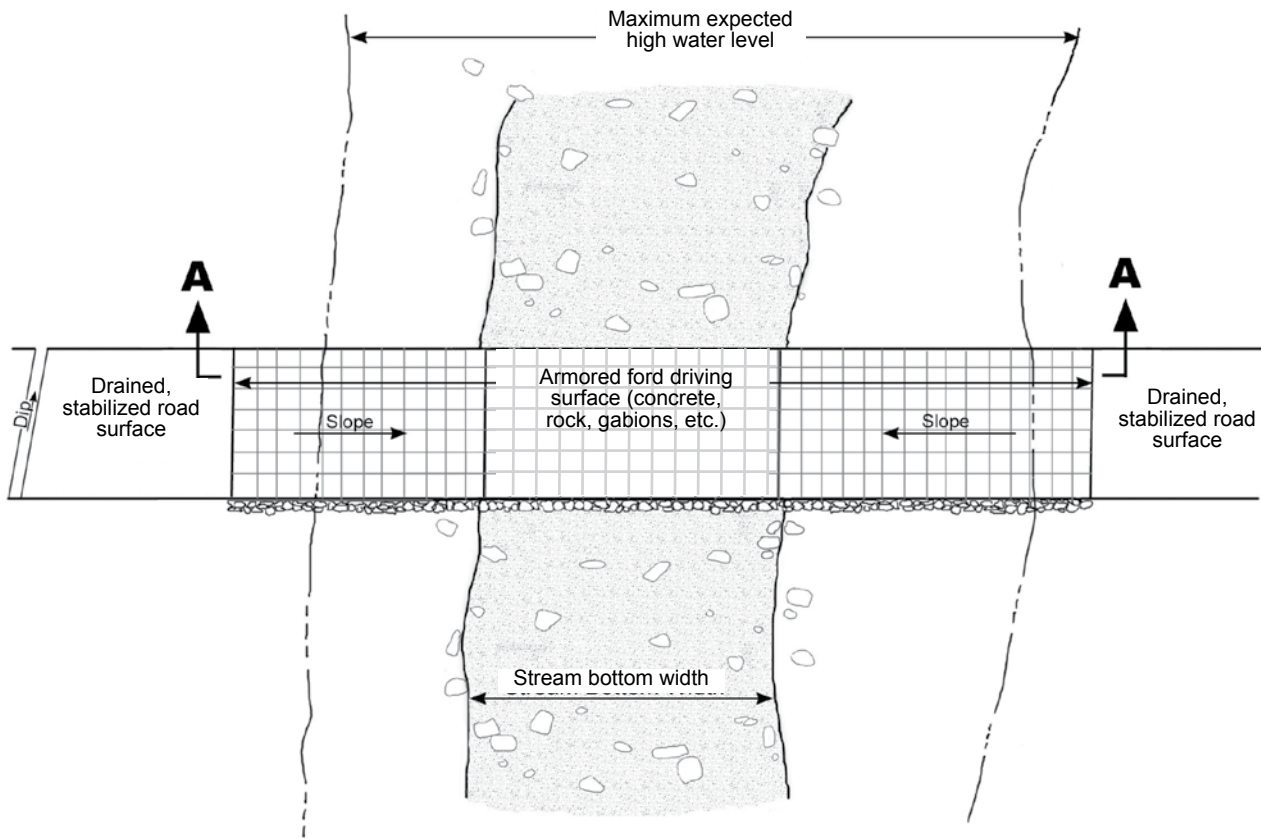 Maximum expected
high water level
A
A
Dip
Drained,
stabilized road
surface
Slope
Armored ford driving
surface (concrete,
rock, gabions, etc.)
Slope
Drained,
stabilized road
surface
Stream bottom width